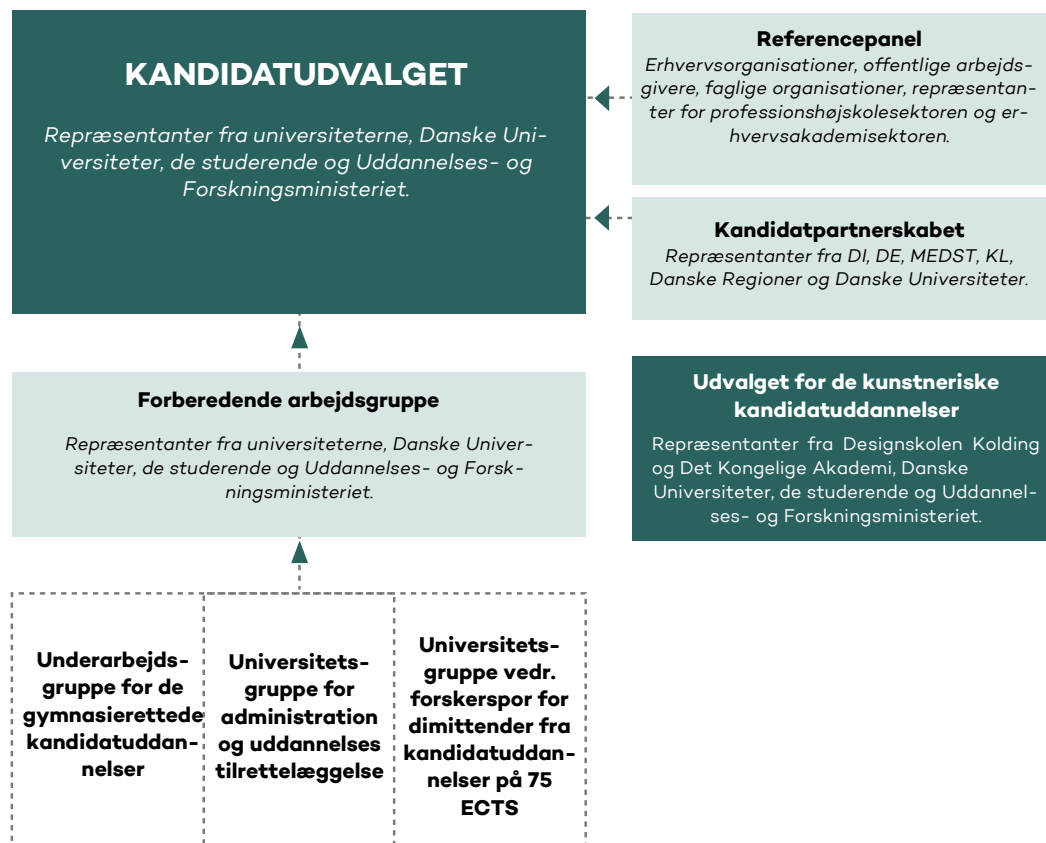 KANDIDATUDVALGET
Repræsentanter fra universiteterne, Danske Uni-
versiteter, de studerende og Uddannelses- og
Forskningsministeriet.
Referencepanel
Erhvervsorganisationer, offentlige arbejds-
givere, faglige organisationer, repræsentan-
ter for professionshøjskolesektoren og er-
hvervsakademisektoren.
Kandidatpartnerskabet
Repræsentanter fra DI, DE, MEDST, KL,
Danske Regioner og Danske Universiteter.
Forberedende arbejdsgruppe
Repræsentanter fra universiteterne, Danske Univer-
siteter, de studerende og Uddannelses- og Forsk-
ningsministeriet.
Udvalget for de kunstneriske
kandidatuddannelser
Repræsentanter fra Designskolen Kolding
og Det Kongelige Akademi, Danske
Universiteter, de studerende og Uddannel-
ses- og Forskningsministeriet.
Underarbejds-
gruppe for de
gymnasierettede
kandidatuddan-
nelser
Universitets-
gruppe for
administration
og uddannelses
tilrettelæggelse
Universitets-
gruppe vedr.
forskerspor for
dimittender fra
kandidatuddan-
nelser på 75
ECTS